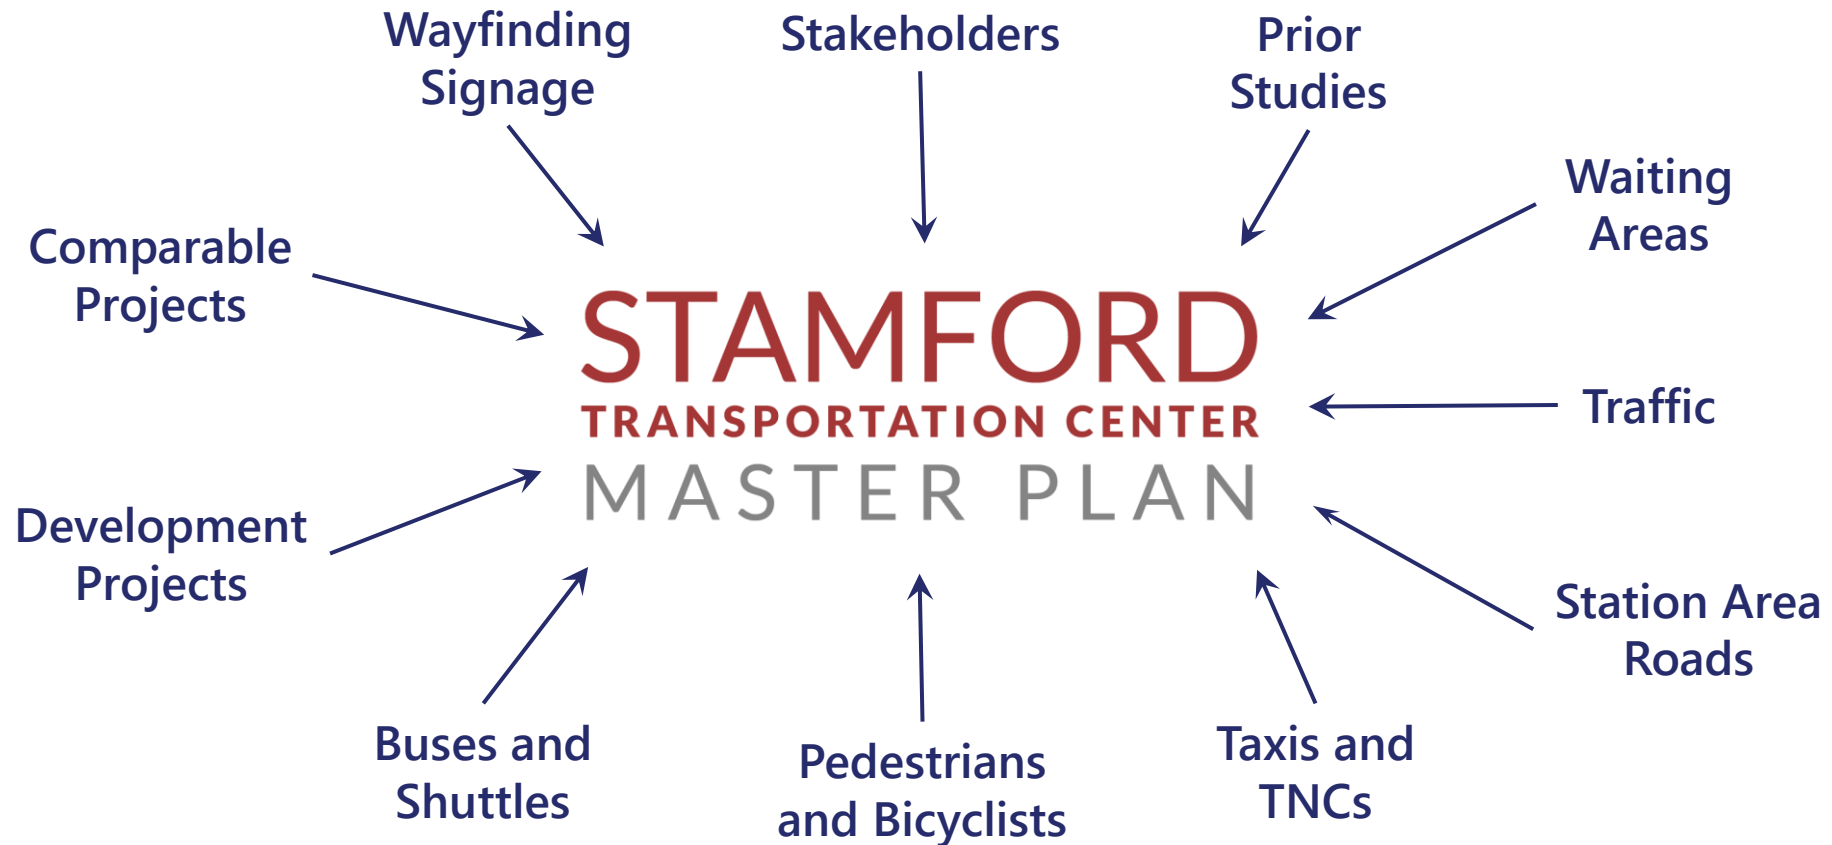 Wayfinding
Signage
Stakeholders
Prior
Studies
Waiting
Areas
Comparable
Projects
STAMFORD
TRANSPORTATION CENTER
MASTER PLAN
Traffic
Development
Projects
Station Area
Roads
Buses and
Shuttles
Pedestrians
and Bicyclists
Taxis and
TNCs